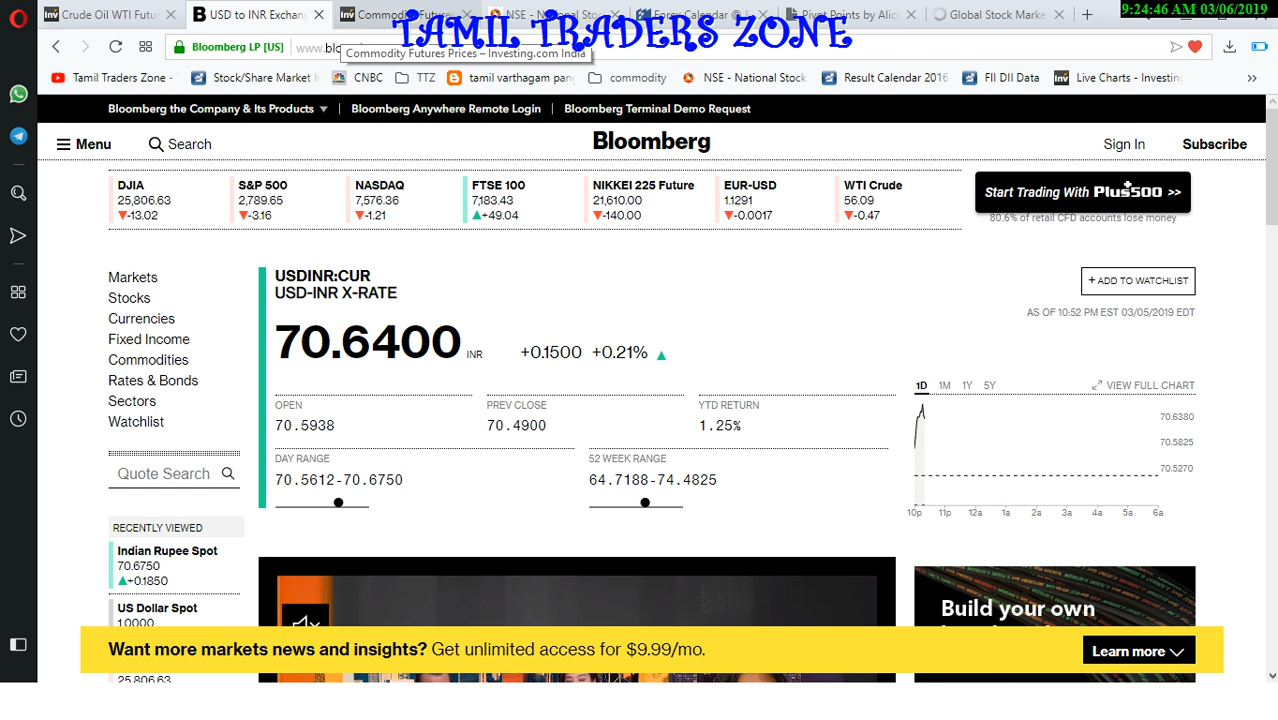 9:24:46 AM 03/06/2019
Crude Oil WTI Futu
USD to INR Exchan
Commodity Futures
NSE - National Sto
Forex Calendar @ F
Pivot Points by Alic
Global Stock Marke
TAMIL TRADERS ZONE
Bloomberg LP [US]
Commodity Futures Prices – Investing.com India
Tamil Traders Zone -
Stock/Share Market I
CNBC
TTZ
tamil varthagam pan
commodity
NSE - National Stock
Result Calendar 2016
FII DII Data
Live Charts - Investin
Bloomberg the Company & Its Products
Bloomberg Anywhere Remote Login
Bloomberg Terminal Demo Request
Menu
Search
Bloomberg
Sign In
Subscribe
DJIA
25,806.63
-13.02
S&P 500
2,789.65
-3.16
NASDAQ
7,576.36
-1.21
FTSE 100
7,183.43
+49.04
NIKKEI 225 Future
21,610.00
-140.00
EUR-USD
1.1291
-0.0017
WTI Crude
56.09
-0.47
Start Trading With Plus500 >>
80.6% of retail CFD accounts lose money
Markets
Stocks
Currencies
Fixed Income
Commodities
Rates & Bonds
Sectors
Watchlist
Quote Search
RECENTLY VIEWED
Indian Rupee Spot
70.6750
+0.1850
US Dollar Spot
1.0000
25,806.63
USDINR:CUR
USD-INR X-RATE
70.6400 INR +0.1500 +0.21%
+ ADD TO WATCHLIST
AS OF 10:52 PM EST 03/05/2019 EDT
OPEN
70.5938
PREV CLOSE
70.4900
YTD RETURN
1.25%
DAY RANGE
70.5612-70.6750
52 WEEK RANGE
64.7188-74.4825
1D 1M 1Y 5Y
VIEW FULL CHART
70.6380
70.5825
70.5270
10p 11p 12a 1a 2a 3a 4a 5a 6a
Build your own
Want more markets news and insights? Get unlimited access for $9.99/mo.
Learn more